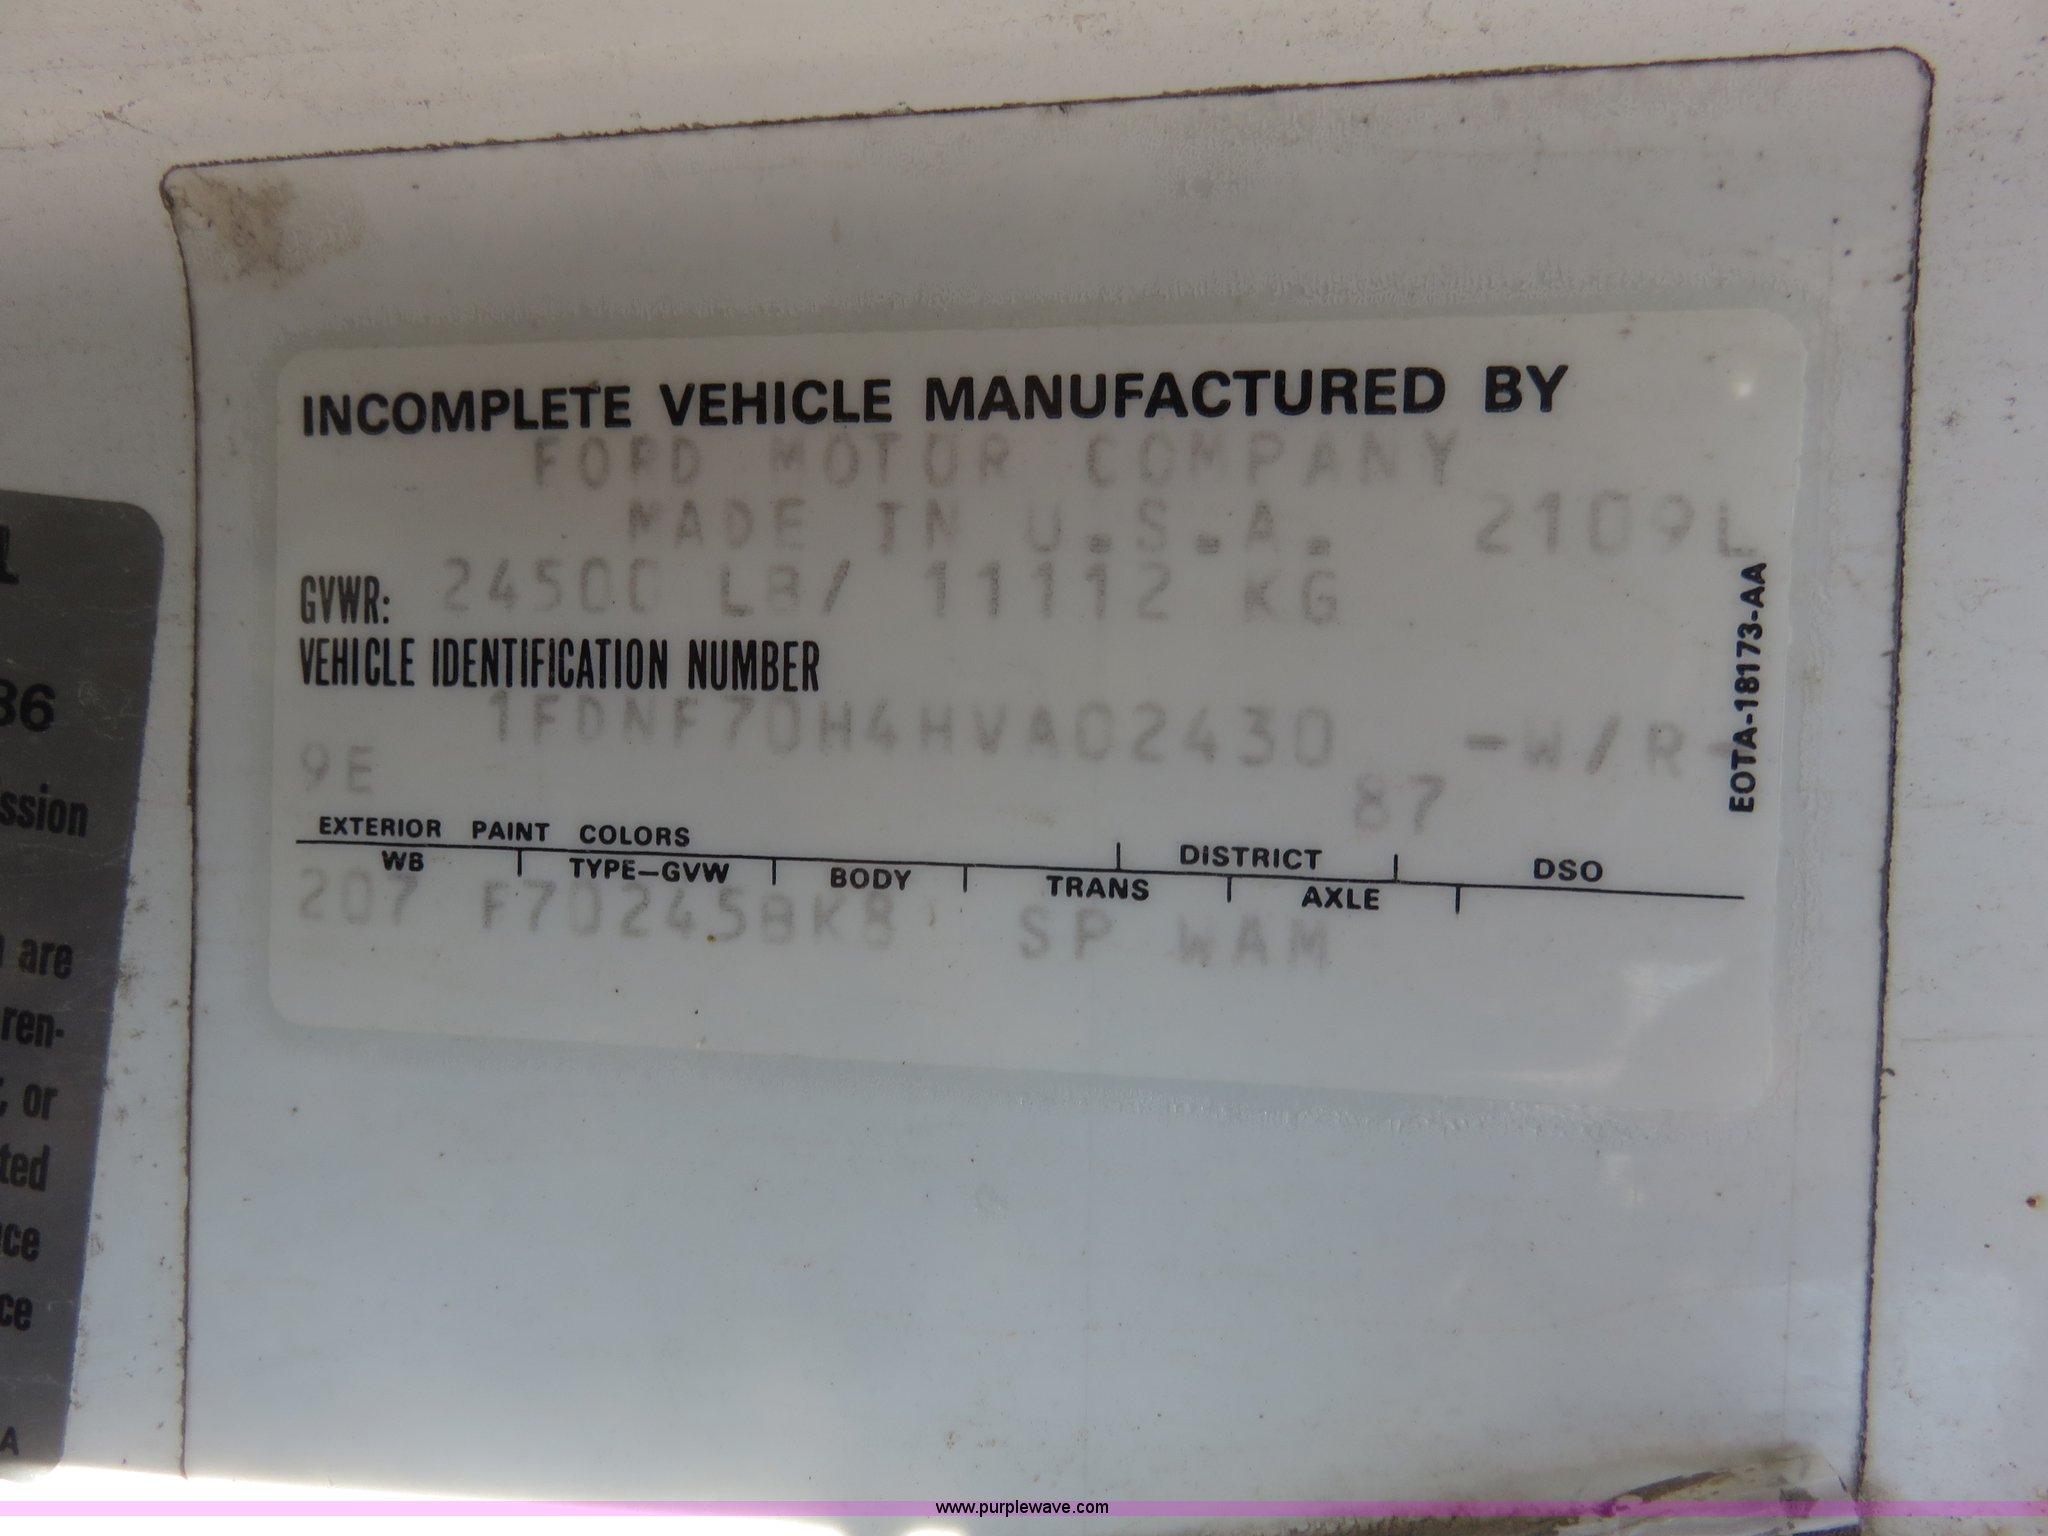 INCOMPLETE VEHICLE MANUFACTURED BY
FORD MOTOR COMPANY
MADE IN U.S.A. 2109L
GVWR: 24500 LB/ 11112 KG
VEHICLE IDENTIFICATION NUMBER
1FDNF70H4HVA02430 -W/R-
9E
87
EXTERIOR PAINT COLORS DISTRICT DSO
WB TYPE-GVW BODY TRANS AXLE
207 F70245BK8 SP WAM
EOTA-18173-AA
1
86
ssion
are
ren-
or
ted
ce
ce
A
www.purplewave.com